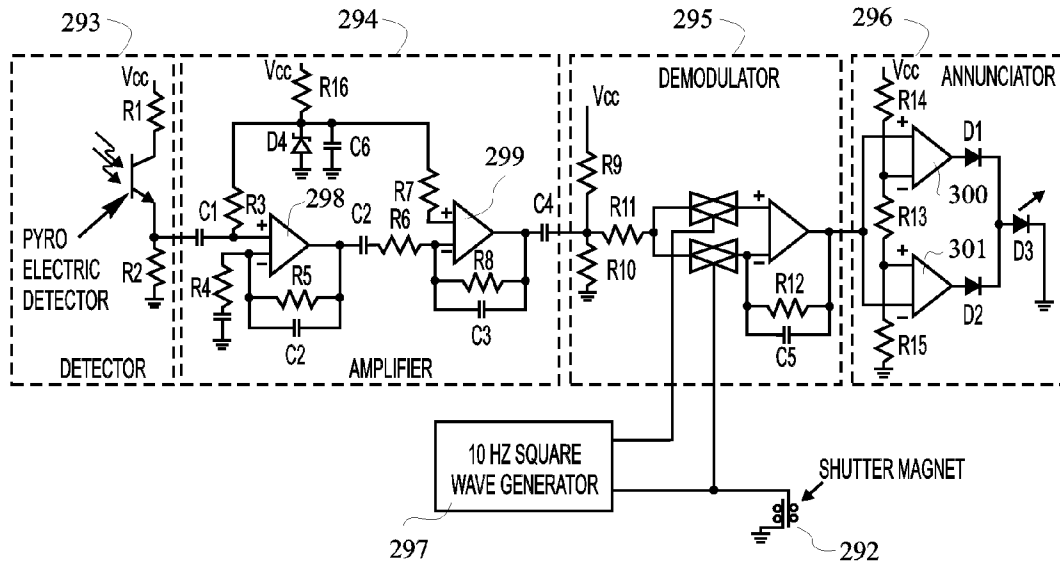 293
294
295
296
Vcc
R1
Vcc
R16
DEMODULATOR
Vcc
ANNUNCIATOR
R14
D4
C6
Vcc
D1
299
R9
300
R3
298
R7
C1
C2
R6
C4
R11
R13
PYRO
ELECTRIC
DETECTOR
R2
R4
R5
R8
R10
R12
301
D3
D2
C2
C3
C5
R15
DETECTOR
AMPLIFIER
10 HZ SQUARE
WAVE GENERATOR
SHUTTER MAGNET
297
292
+
−
+
−
+
−
+
−
+
−